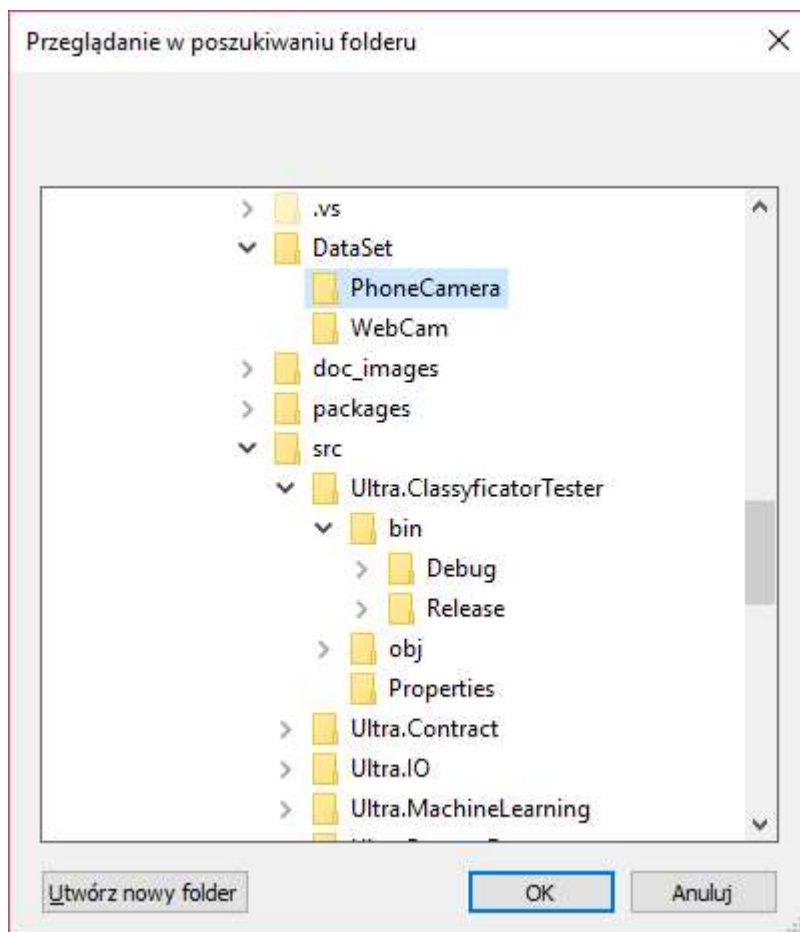 Przeglądanie w poszukiwaniu folderu
.vs
DataSet
PhoneCamera
WebCam
doc_images
packages
src
Ultra.ClassyficatorTester
bin
Debug
Release
obj
Properties
Ultra.Contract
Ultra.IO
Ultra.MachineLearning
Utwórz nowy folder
OK
Anuluj